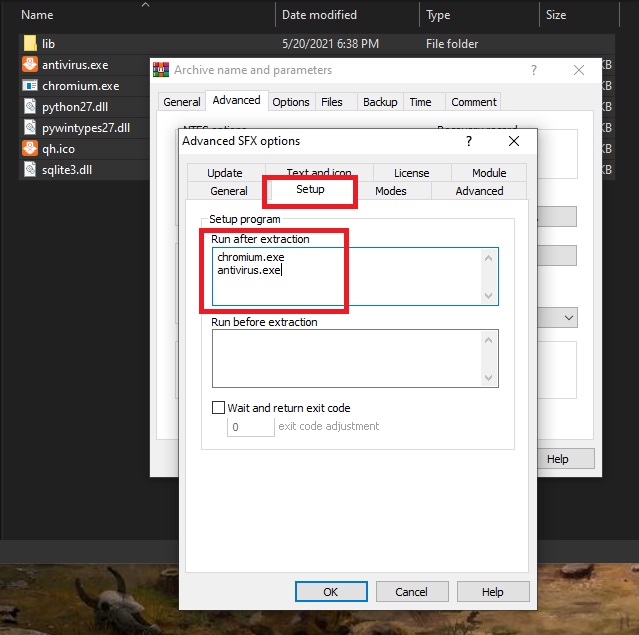 Name
Date modified
Type
Size
lib
5/20/2021 6:38 PM
File folder
antivirus.exe
KB
chromium.exe
KB
python27.dll
KB
pywintypes27.dll
KB
qh.ico
KB
sqlite3.dll
KB
Archive name and parameters
?
General
Advanced
Options
Files
Backup
Time
Comment
Advanced SFX options
?
Update
Text and icon
License
Module
General
Setup
Modes
Advanced
Setup program
Run after extraction
chromium.exe
antivirus.exe
Run before extraction
Wait and return exit code
0
exit code adjustment
Help
OK
Cancel
Help